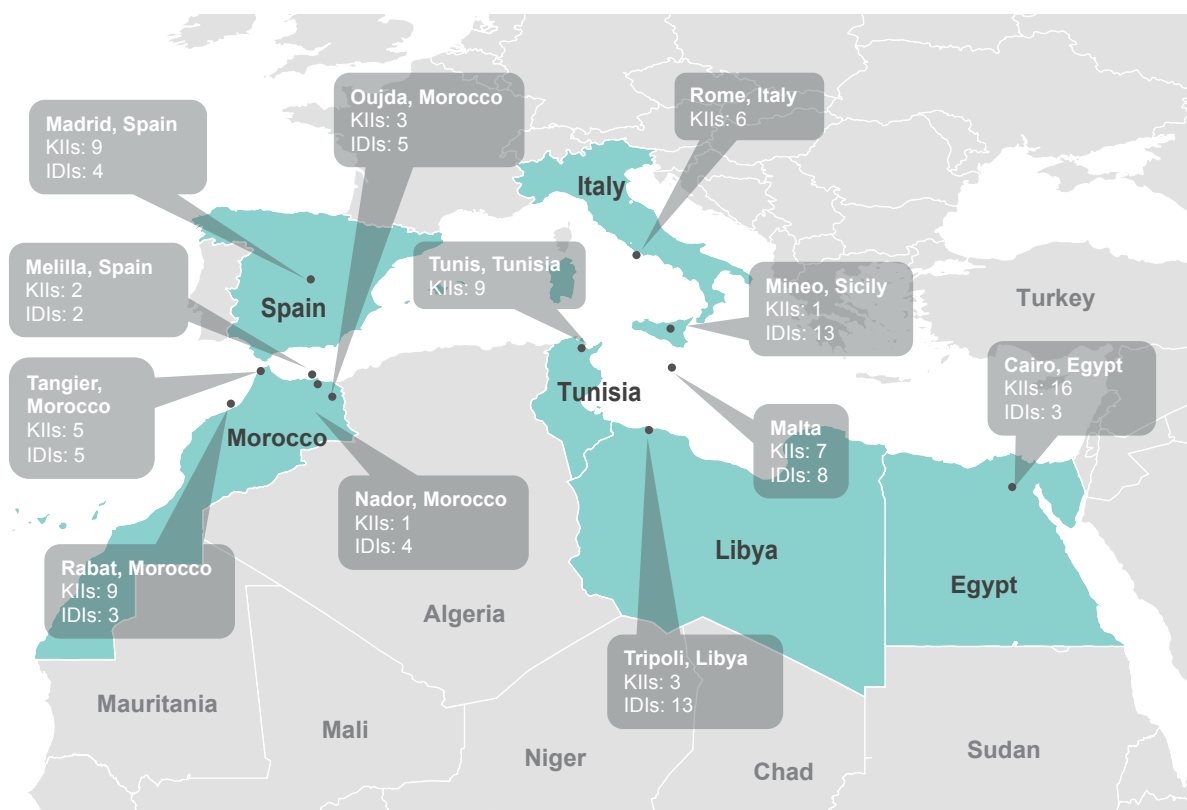 Oujda, Morocco
KIIs: 3
IDIs: 5
Rome, Italy
KIIs: 6
Madrid, Spain
KIIs: 9
IDIs: 4
Italy
Melilla, Spain
KIIs: 2
IDIs: 2
Tunis, Tunisia
KIIs: 9
Mineo, Sicily
KIIs: 1
IDIs: 13
Turkey
Spain
Tangier,
Morocco
KIIs: 5
IDIs: 5
Cairo, Egypt
KIIs: 16
IDIs: 3
Tunisia
Morocco
Malta
KIIs: 7
IDIs: 8
Nador, Morocco
KIIs: 1
IDIs: 4
Libya
Rabat, Morocco
KIIs: 9
IDIs: 3
Egypt
Algeria
Tripoli, Libya
KIIs: 3
IDIs: 13
Mauritania
Mali
Niger
Chad
Sudan